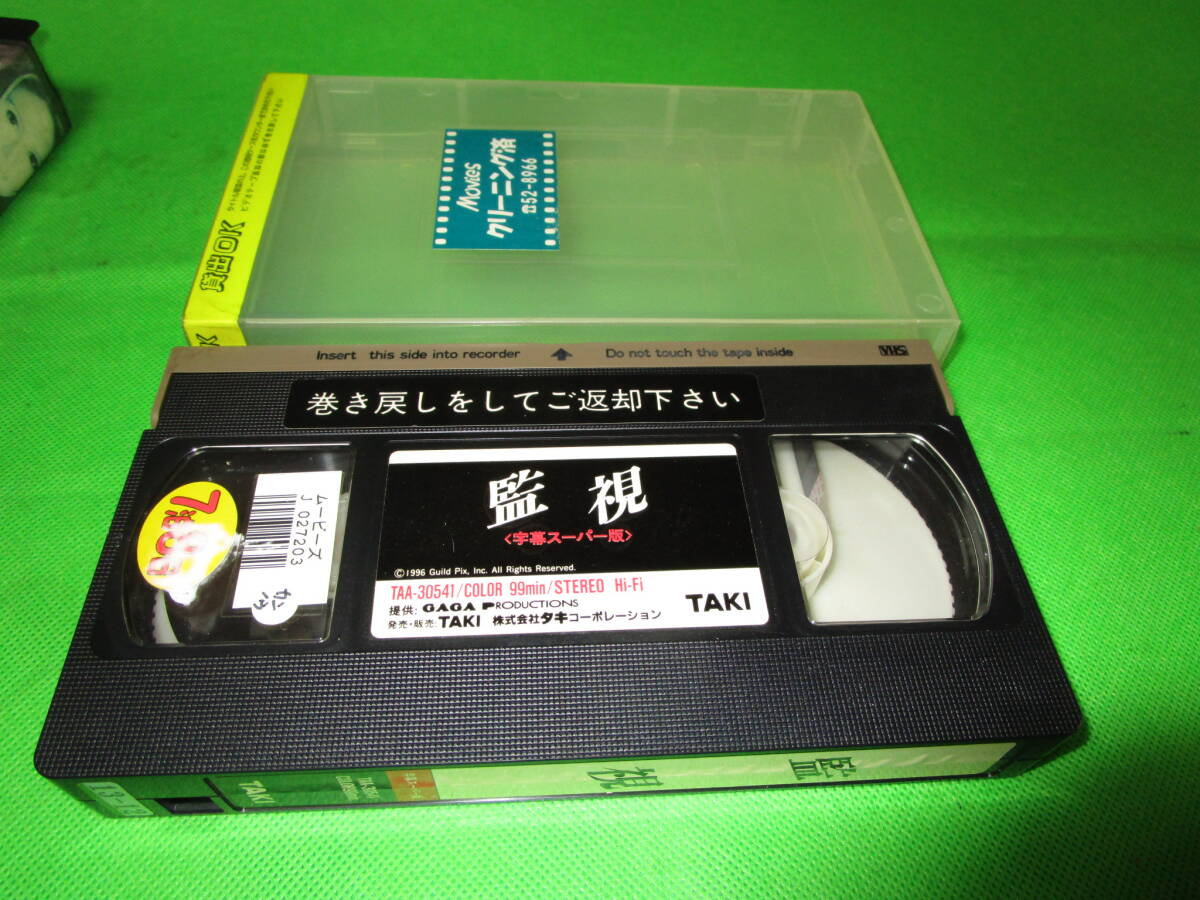 貸出OK
Movies
クリーニング済
☎52-8966
Insert this side into recorder
Do not touch the tape inside
VHS
巻き戻しをしてご返却下さい
ムービーズ
J 027203
7泊OK
監視
<字幕スーパー版>
©1996 Guild Pix, Inc. All Rights Reserved.
TAA-30541/COLOR 99min/STEREO Hi-Fi
提供: GAGA PRODUCTIONS
発売・販売: TAKI 株式会社タキコーポレーション
TAKI
TAKI
監視